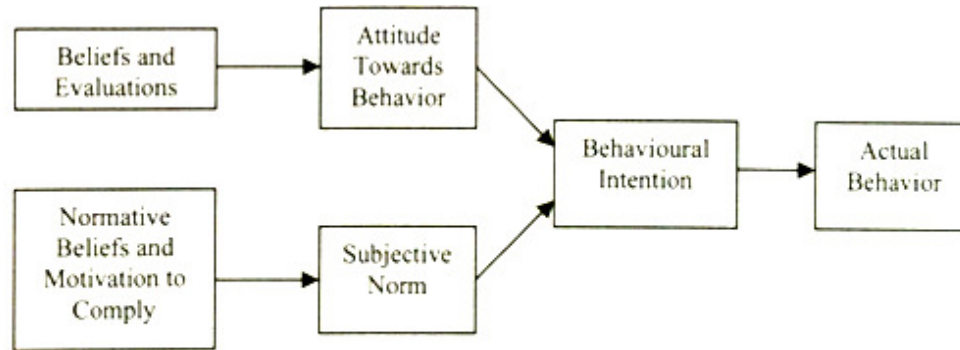 Beliefs and
Evaluations
Attitude
Towards
Behavior
Behavioural
Intention
Actual
Behavior
Normative
Beliefs and
Motivation to
Comply
Subjective
Norm